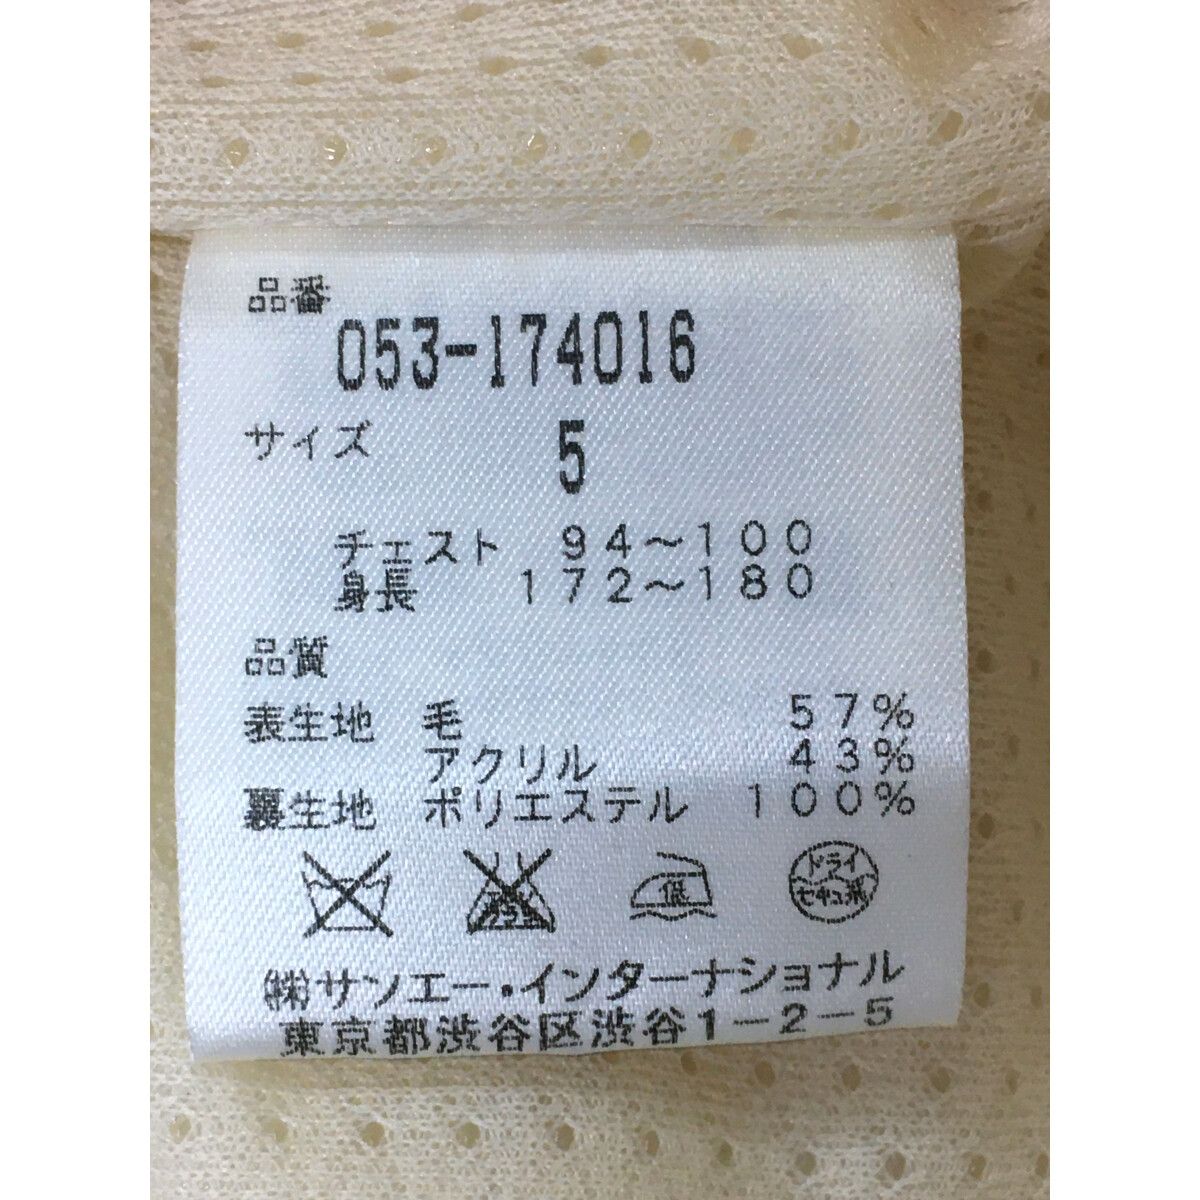 品番
053-174016
サイズ 5
チェスト 94～100
身長 172～180
品質
表生地 毛 57%
アクリル 43%
裏生地 ポリエステル 100%
低 ドライ
セキユ系
㈱サンエー・インターナショナル
東京都渋谷区渋谷1-2-5